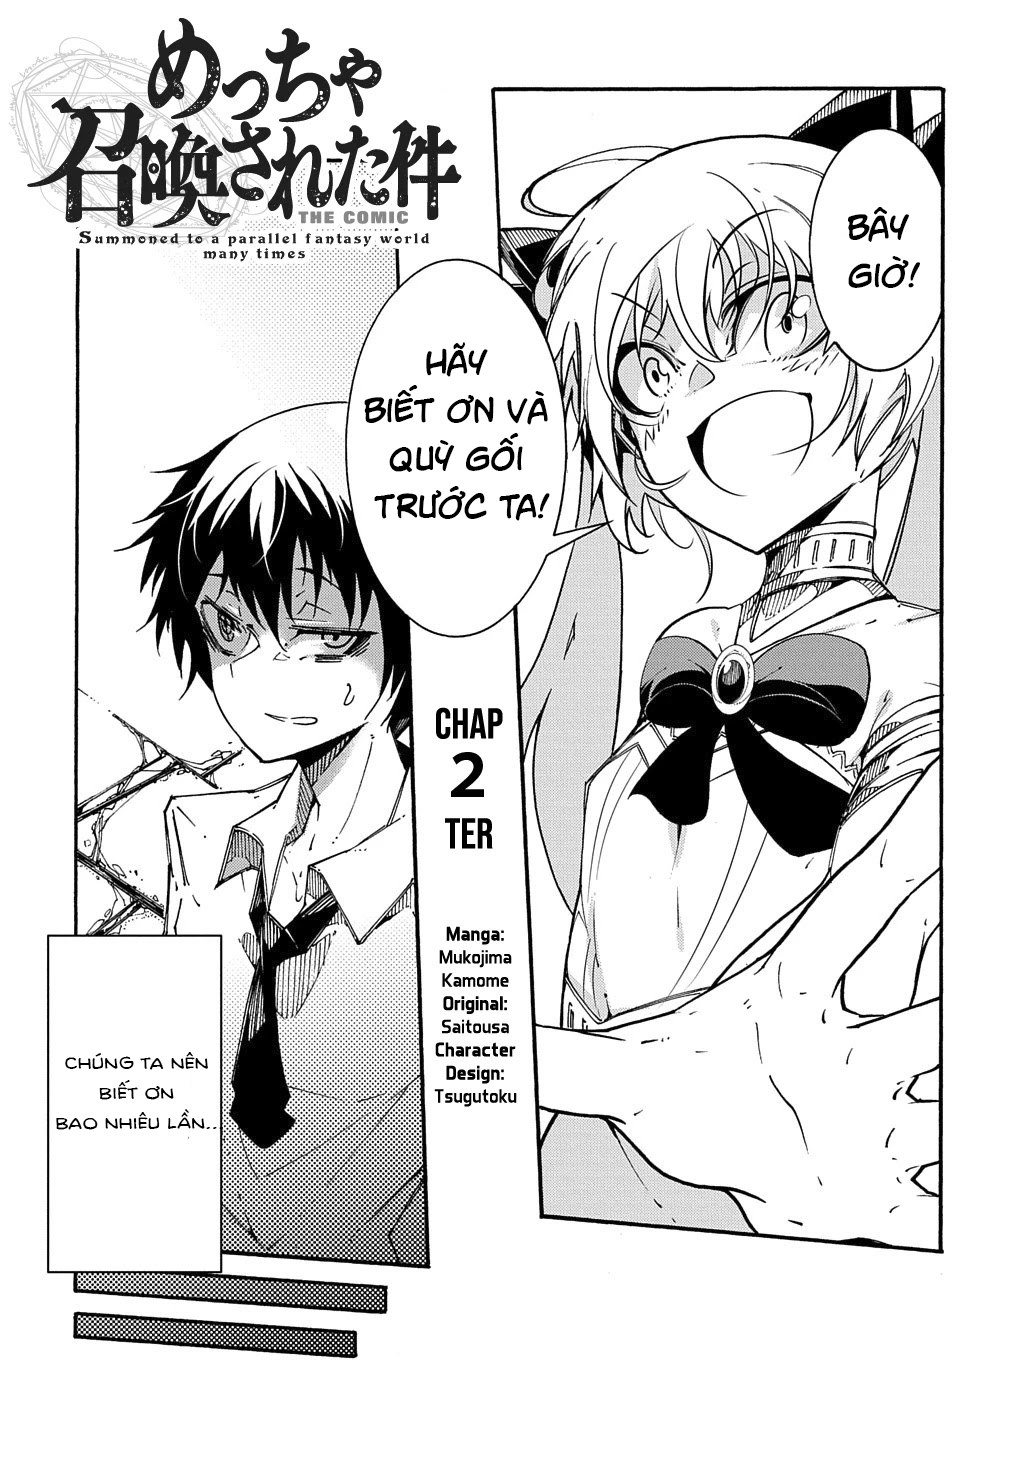 めっちゃ
召喚された件
THE COMIC
Summoned to a parallel fantasy world
many times
BÂY
GIỜ!
HÃY
BIẾT ƠN VÀ
QUỲ GỐI
TRƯỚC TA!
CHAP
2
TER
Manga:
Mukojima
Kamome
Original:
Saitousa
Character
Design:
Tsugutoku
CHÚNG TA NÊN
BIẾT ƠN
BAO NHIÊU LẦN...